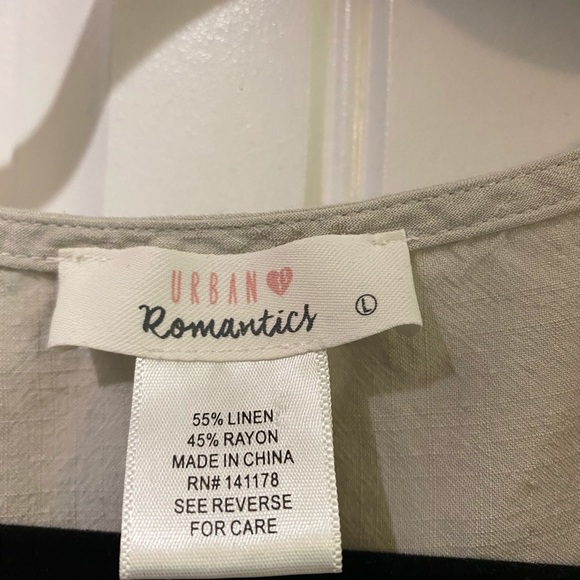 URBAN
Romantics
L
55% LINEN
45% RAYON
MADE IN CHINA
RN# 141178
SEE REVERSE
FOR CARE